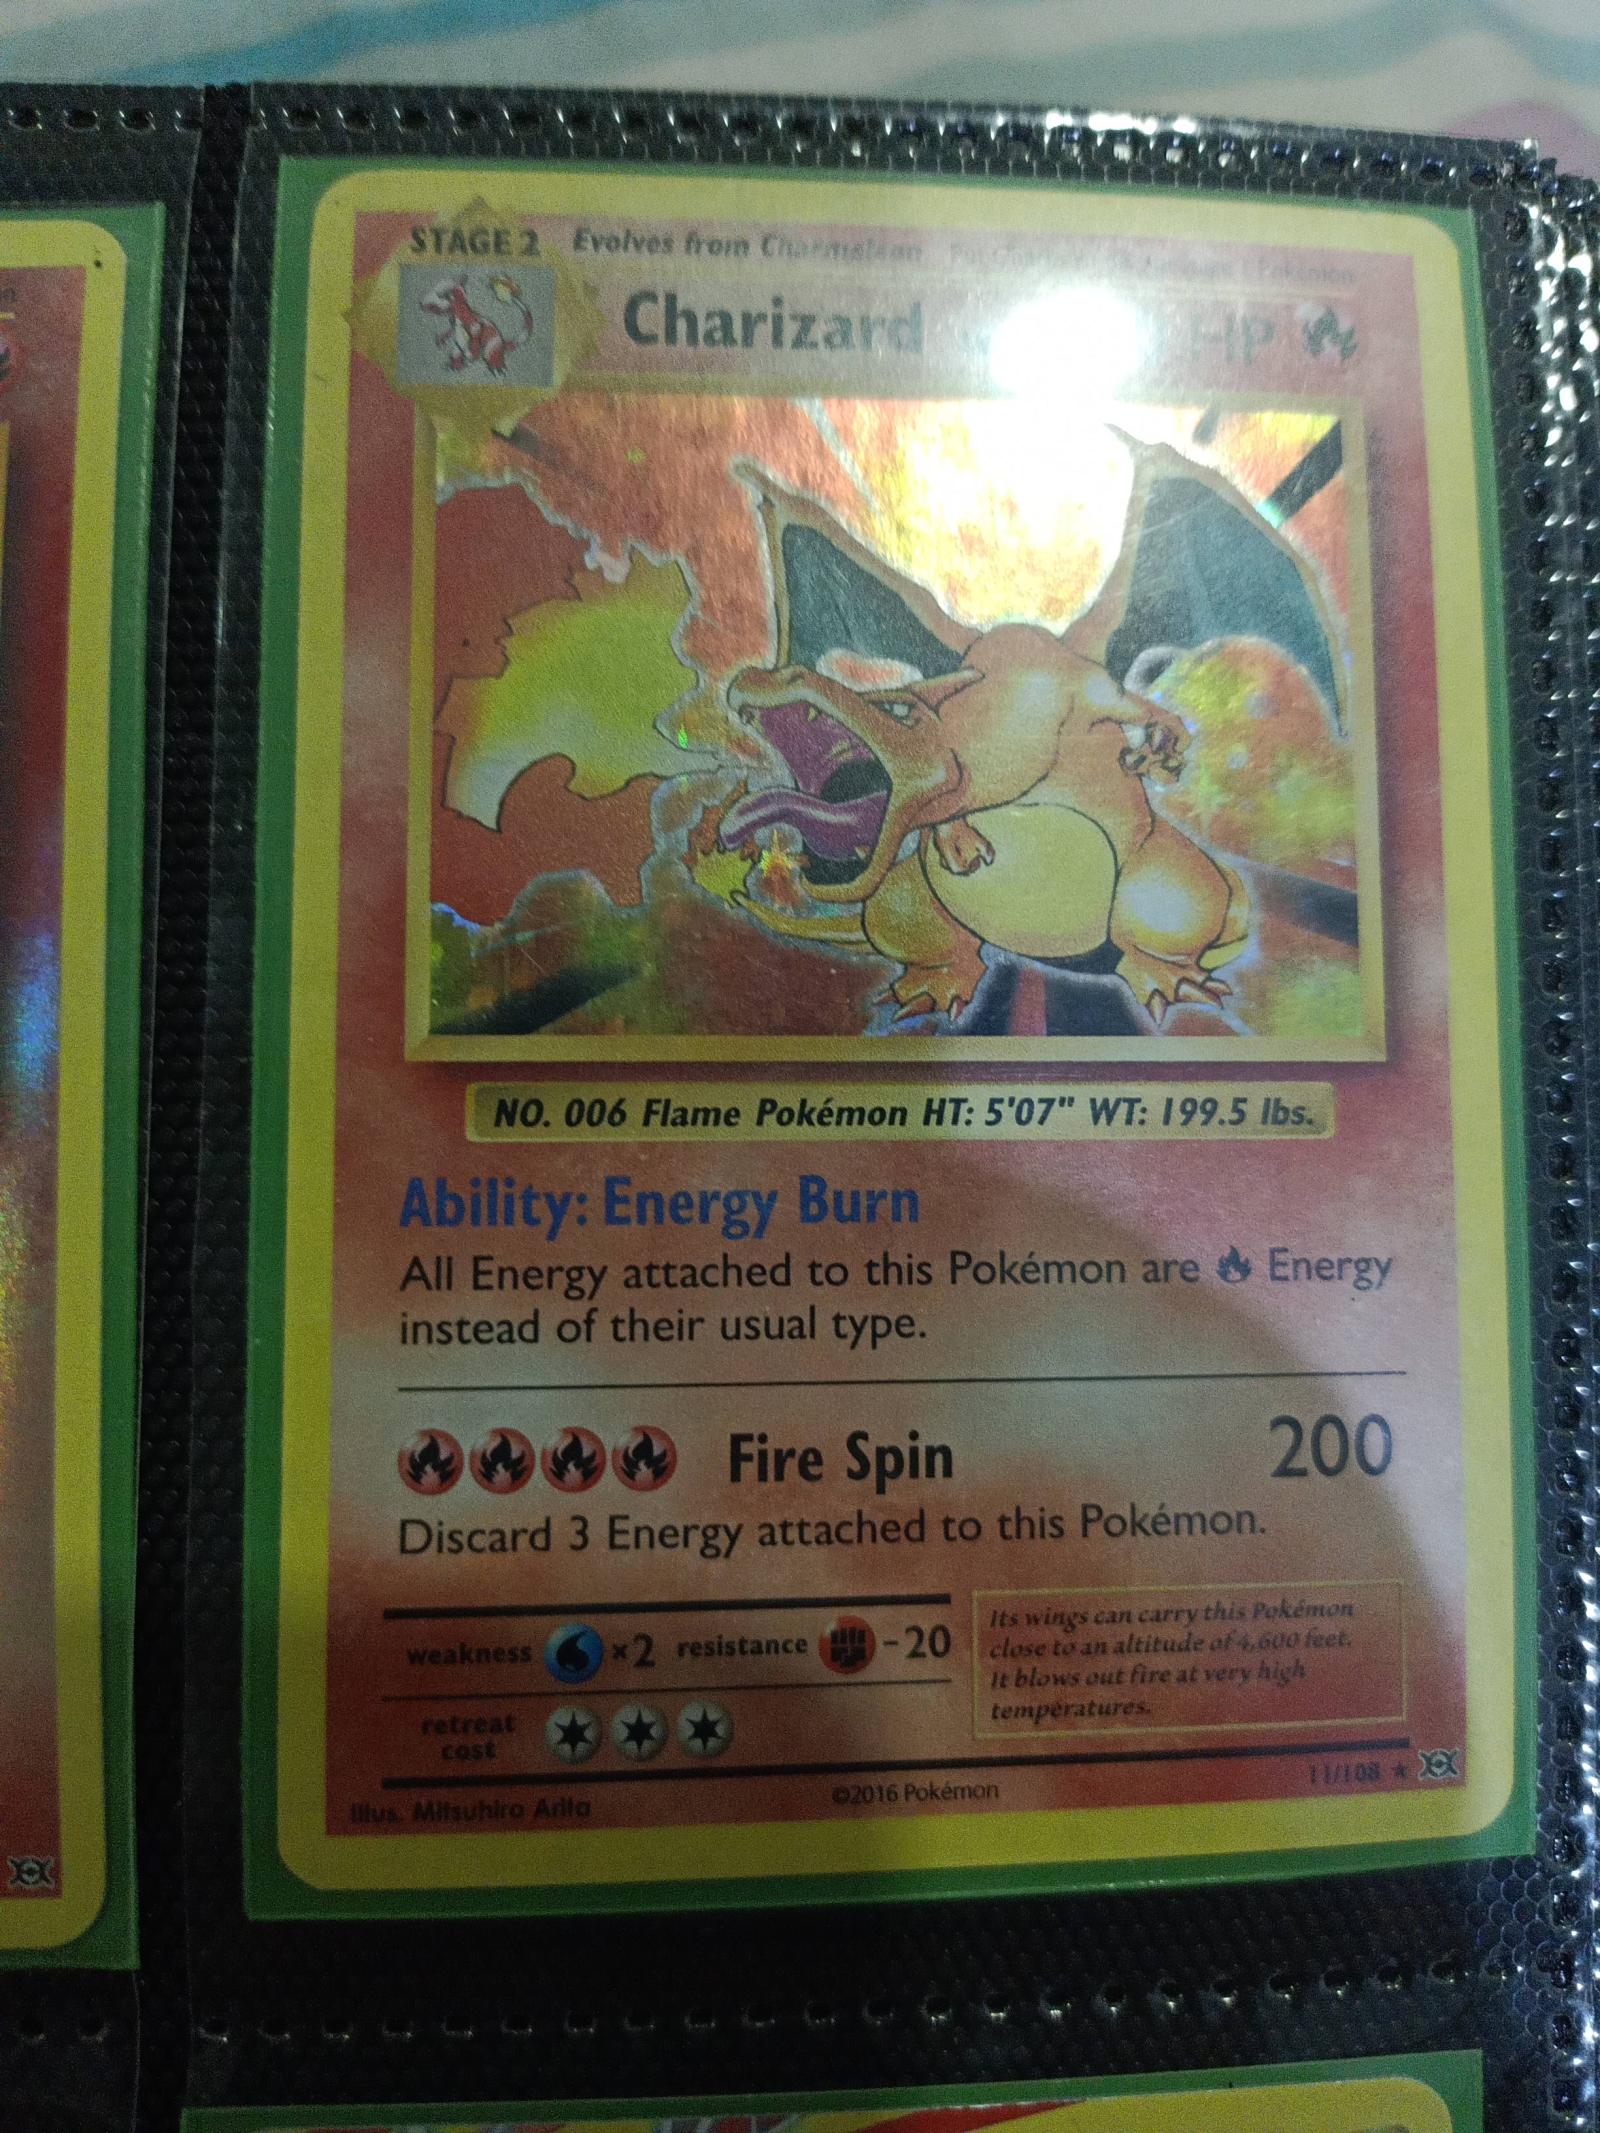 STAGE 2 Evolves from Charmeleon
Charizard HP
NO. 006 Flame Pokémon HT: 5'07" WT: 199.5 lbs.
Ability: Energy Burn
All Energy attached to this Pokémon are Energy
instead of their usual type.
Fire Spin 200
Discard 3 Energy attached to this Pokémon.
weakness ×2 resistance -20
retreat
cost
Its wings can carry this Pokémon
close to an altitude of 4,600 feet.
It blows out fire at very high
temperatures.
11/108 ★
©2016 Pokémon
Illus. Mitsuhiro Arita